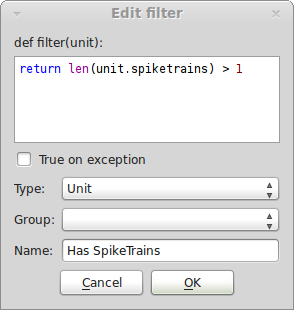 Edit filter
def filter(unit):
return len(unit.spiketrains) > 1
True on exception
Type: Unit
Group:
Name: Has SpikeTrains
Cancel OK